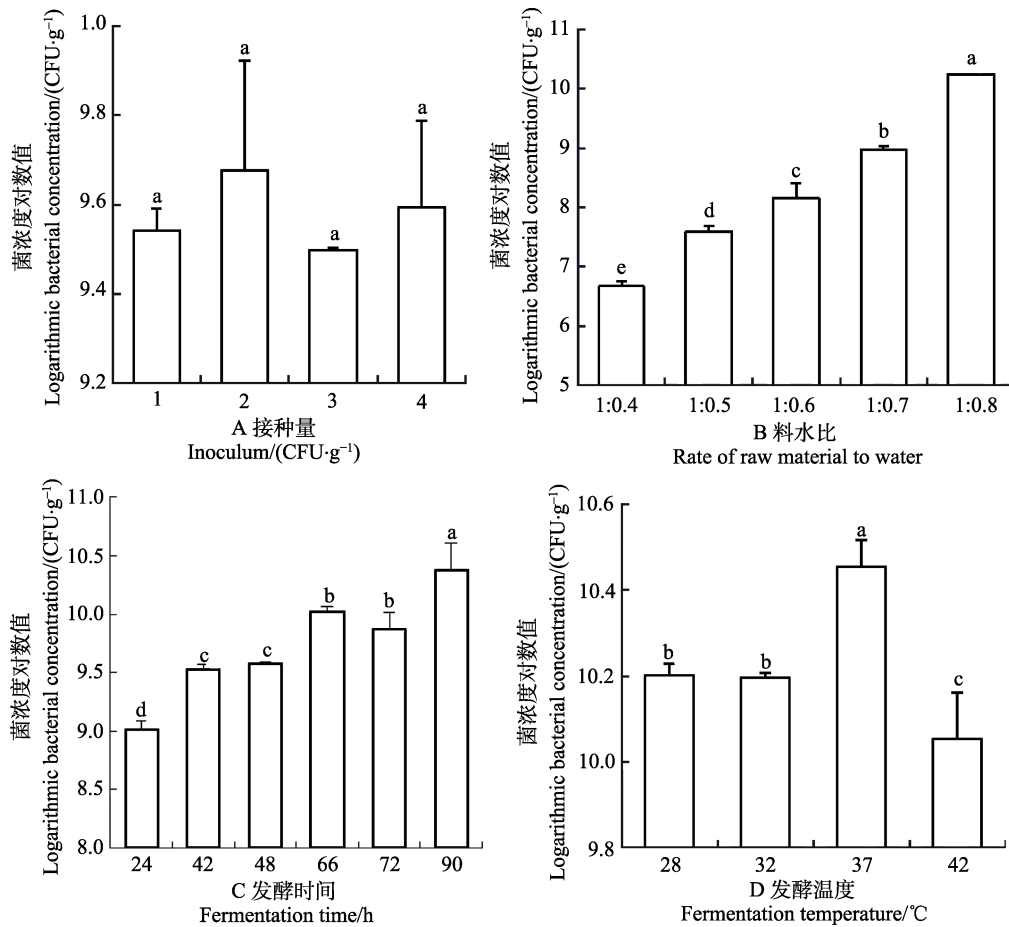 菌浓度对数值
Logarithmic bacterial concentration/(CFU·g⁻¹)
1.0
9.8
9.6
9.4
9.2
a
a
a
a
1
2
3
4
A 接种量
Inoculum/(CFU·g⁻¹)
菌浓度对数值
Logarithmic bacterial concentration/(CFU·g⁻¹)
11
10
9
8
7
6
5
e
d
c
b
a
1:0.4
1:0.5
1:0.6
1:0.7
1:0.8
B 料水比
Rate of raw material to water
菌浓度对数值
Logarithmic bacterial concentration/(CFU·g⁻¹)
11.0
10.5
10.0
9.5
9.0
8.5
8.0
d
c
c
b
b
a
24
42
48
66
72
90
C 发酵时间
Fermentation time/h
菌浓度对数值
Logarithmic bacterial concentration/(CFU·g⁻¹)
10.6
10.4
10.2
10.0
9.8
b
b
a
c
28
32
37
42
D 发酵温度
Fermentation temperature/℃